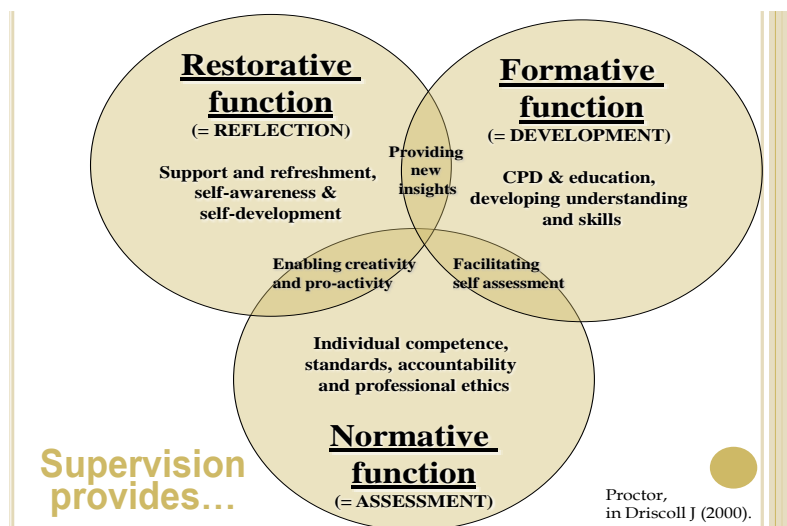 Restorative
function
(= REFLECTION)
Support and refreshment,
self-awareness &
self-development
Formative
function
(= DEVELOPMENT)
CPD & education,
developing understanding
and skills
Providing
new
insights
Enabling creativity
and pro-activity
Facilitating
self assessment
Individual competence,
standards, accountability
and professional ethics
Normative
function
(= ASSESSMENT)
Supervision
provides…
Proctor,
in Driscoll J (2000).